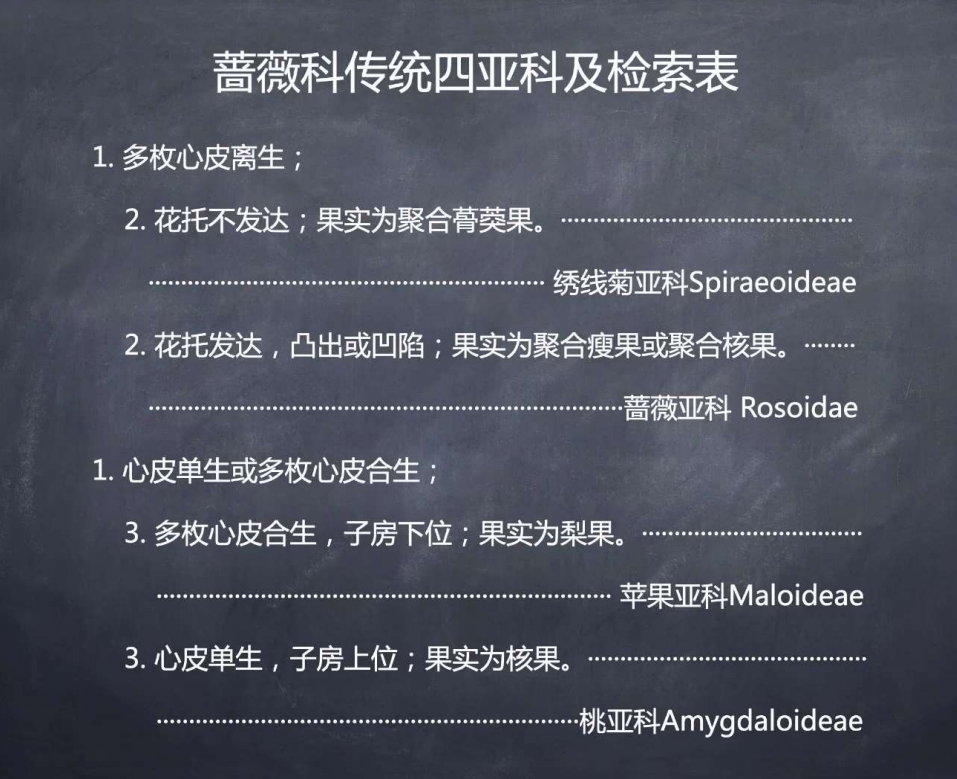 蔷薇科传统四亚科及检索表
1. 多枚心皮离生；
2. 花托不发达；果实为聚合蓇葖果。……………………………………
………………………………………………… 绣线菊亚科Spiraeoideae
2. 花托发达，凸出或凹陷；果实为聚合瘦果或聚合核果。………
……………………………………………………………蔷薇亚科 Rosoidae
1. 心皮单生或多枚心皮合生；
3. 多枚心皮合生，子房下位；果实为梨果。……………………………
………………………………………………………… 苹果亚科Maloideae
3. 心皮单生，子房上位；果实为核果。……………………………………
……………………………………………………桃亚科Amygdaloideae